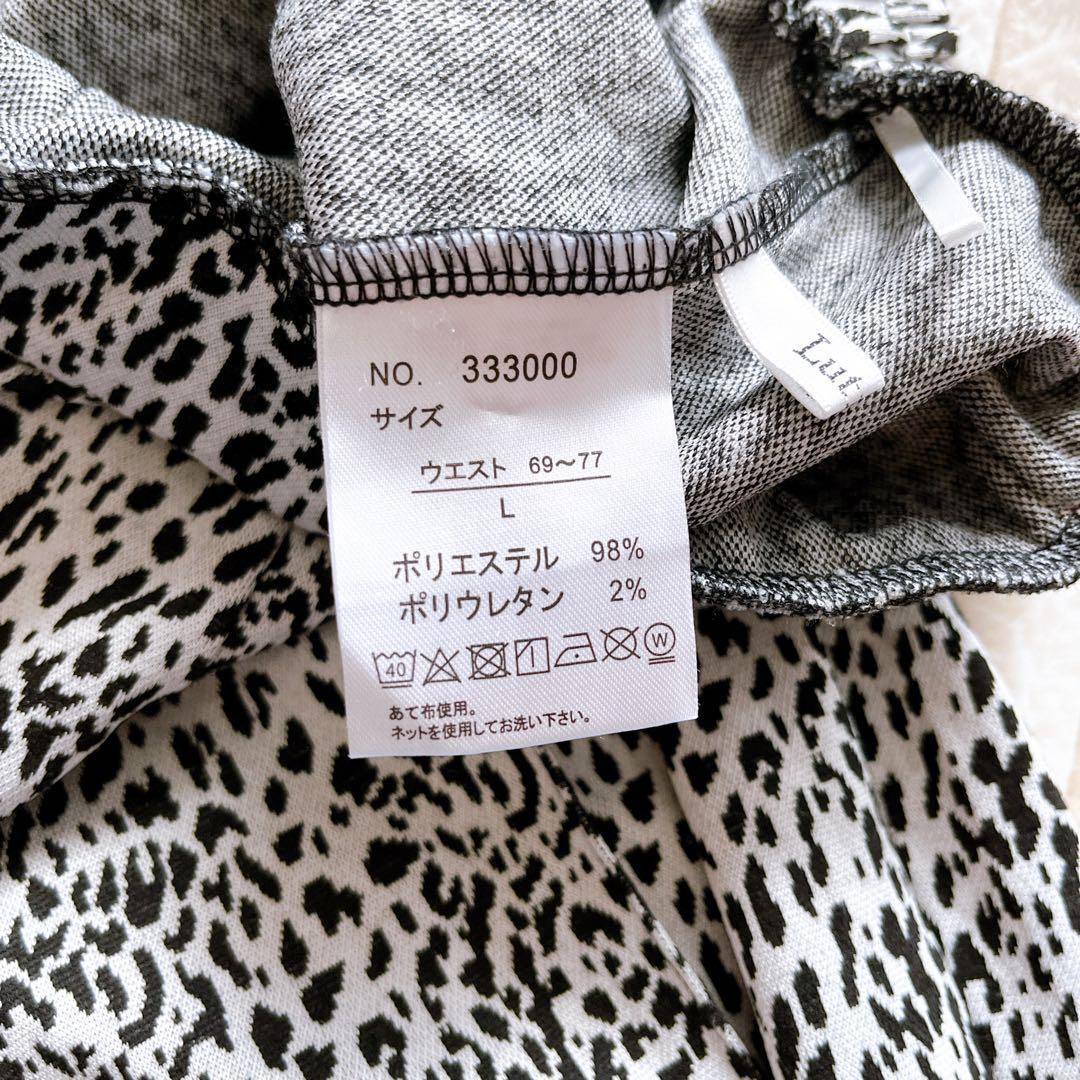 NO. 333000
サイズ
ウエスト 69～77
L
ポリエステル 98%
ポリウレタン 2%
40 W
あて布使用。
ネットを使用してお洗い下さい。